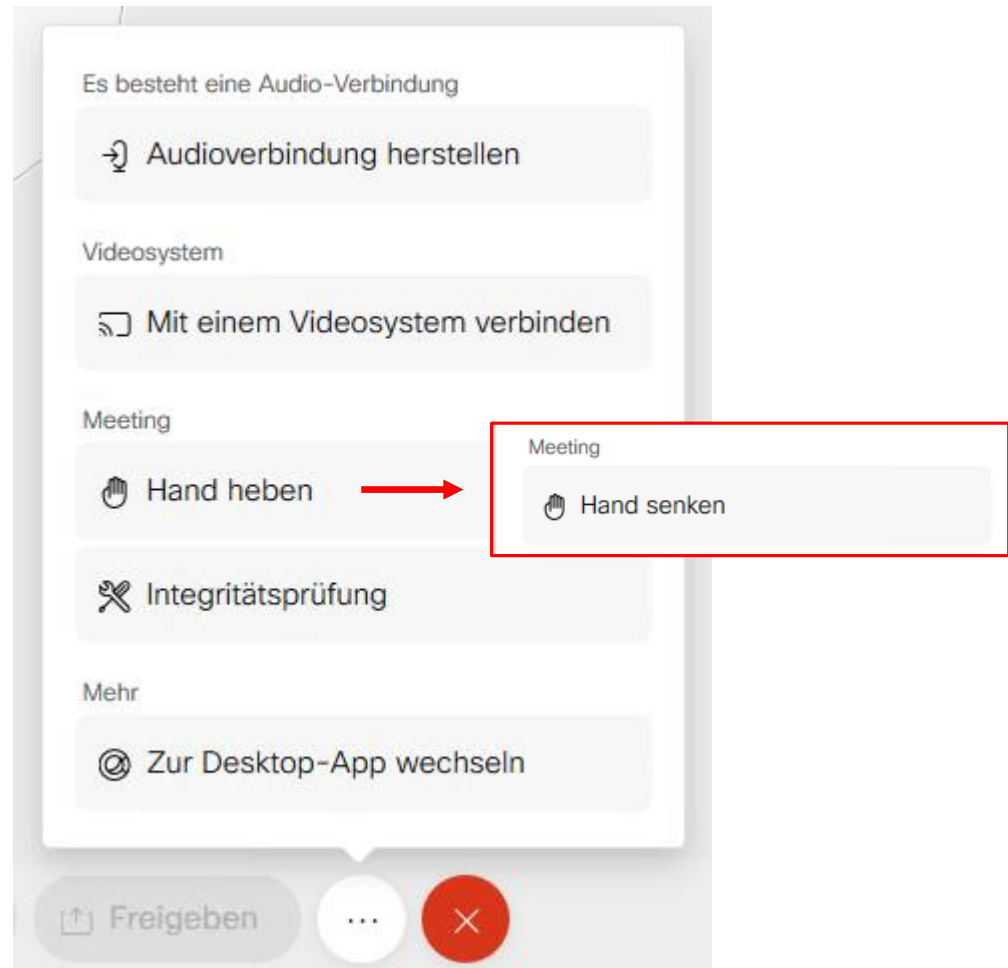 Es besteht eine Audio-Verbindung
Audioverbindung herstellen
Videosystem
Mit einem Videosystem verbinden
Meeting
Hand heben
Meeting
Hand senken
Integritätsprüfung
Mehr
Zur Desktop-App wechseln
Freigeben
...